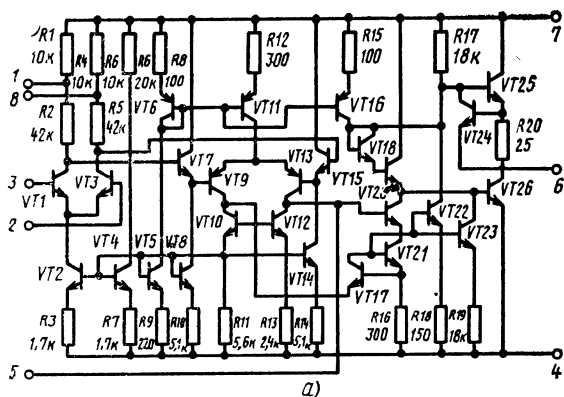 R1 10к
R4 10к
R6 10к
R6 20к
R8 100
R12 300
R15 100
R17 18к
7
1
8
R2 42к
R5 42к
VT6
VT11
VT16
VT25
VT24
R20 25
VT18
VT7
VT9
VT13
VT15
3
VT1
VT3
VT26
6
2
VT10
VT12
VT22
VT23
VT2
VT4
VT5
VT8
VT14
VT21
VT17
R3 1,7к
R7 1,7к
R9 220
R10 5,1к
R11 5,6к
R13 2,4к
R14 5,1к
R16 300
R18 150
R19 18к
4
5
а)